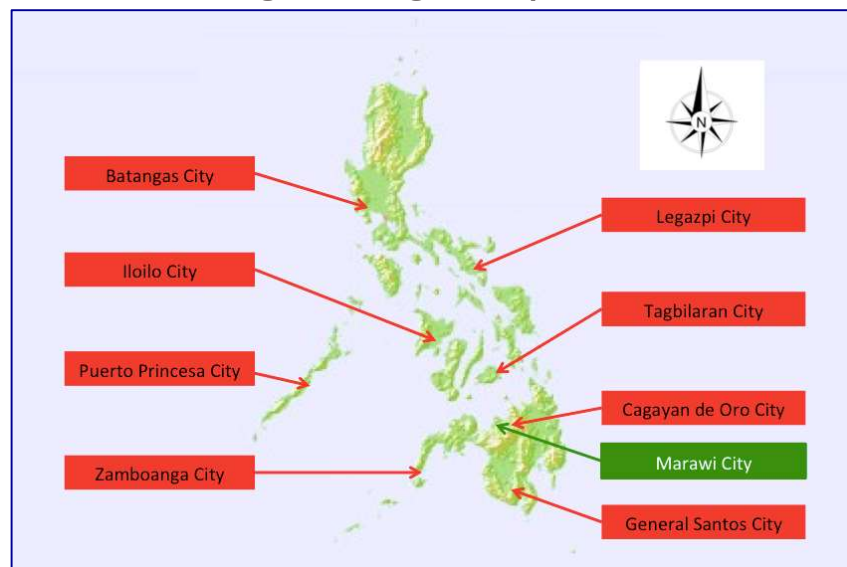 Batangas City
Legazpi City
Iloilo City
Tagbilaran City
Puerto Princesa City
Cagayan de Oro City
Marawi City
Zamboanga City
General Santos City
N